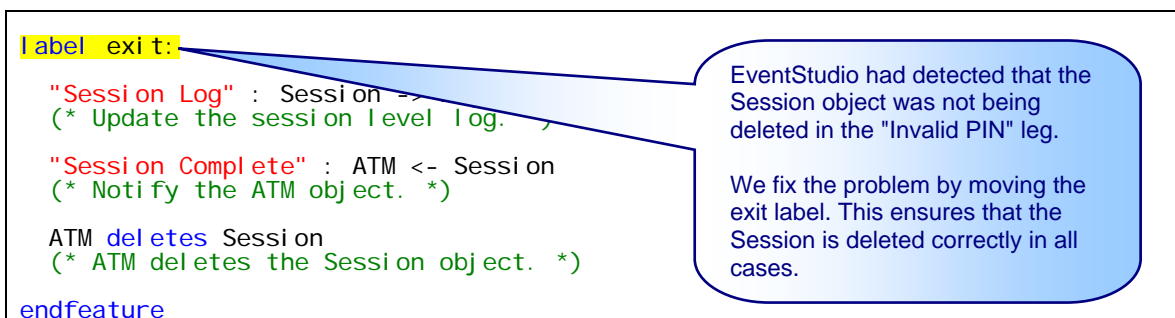 label exit:
"Session Log" : Session ->
(* Update the session level log. *)
"Session Complete" : ATM <- Session
(* Notify the ATM object. *)
ATM deletes Session
(* ATM deletes the Session object. *)
endfeature
EventStudio had detected that the
Session object was not being
deleted in the "Invalid PIN" leg.
We fix the problem by moving the
exit label. This ensures that the
Session is deleted correctly in all
cases.